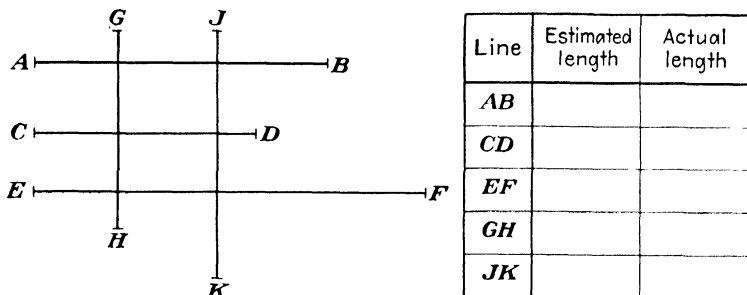 G J
A B
C D
E F
H
K
Line Estimated length Actual length
AB
CD
EF
GH
JK